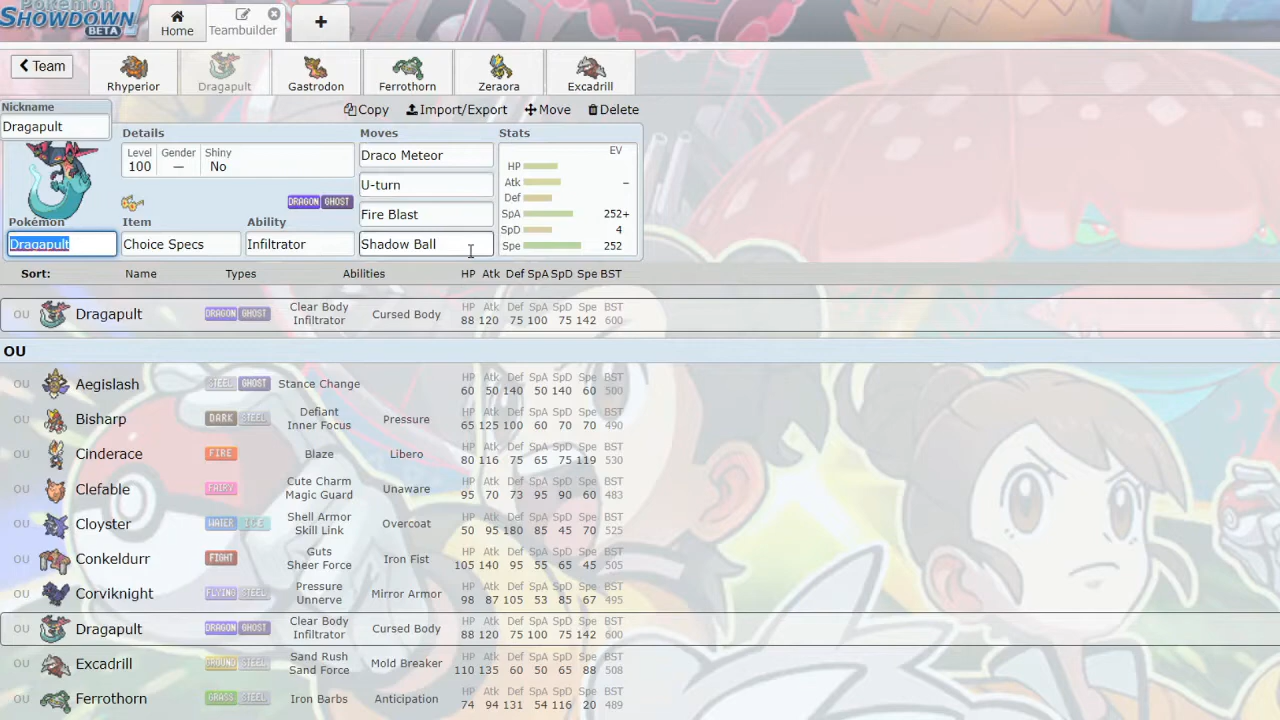 Pokémon
SHOWDOWN
BETA
Home
Teambuilder
+
Team
Rhyperior
Dragapult
Gastrodon
Ferrothorn
Zeraora
Excadrill
Copy
Import/Export
Move
Delete
Nickname
Dragapult
Details
Moves
Stats
Level
Gender
Shiny
100
—
No
Draco Meteor
U-turn
Fire Blast
Shadow Ball
EV
HP
Atk –
Def
SpA 252+
SpD 4
Spe 252
DRAGON GHOST
Pokémon
Item
Ability
Dragapult
Choice Specs
Infiltrator
Sort: Name Types Abilities HP Atk Def SpA SpD Spe BST
OU Dragapult DRAGON GHOST Clear Body Infiltrator Cursed Body HP 88 Atk 120 Def 75 SpA 100 SpD 75 Spe 142 BST 600
OU
OU Aegislash STEEL GHOST Stance Change HP 60 Atk 50 Def 140 SpA 50 SpD 140 Spe 60 BST 500
OU Bisharp DARK STEEL Defiant Inner Focus Pressure HP 65 Atk 125 Def 100 SpA 60 SpD 70 Spe 70 BST 490
OU Cinderace FIRE Blaze Libero HP 80 Atk 116 Def 75 SpA 65 SpD 75 Spe 119 BST 530
OU Clefable FAIRY Cute Charm Magic Guard Unaware HP 95 Atk 70 Def 73 SpA 95 SpD 90 Spe 60 BST 483
OU Cloyster WATER ICE Shell Armor Skill Link Overcoat HP 50 Atk 95 Def 180 SpA 85 SpD 45 Spe 70 BST 525
OU Conkeldurr FIGHT Guts Sheer Force Iron Fist HP 105 Atk 140 Def 95 SpA 55 SpD 65 Spe 45 BST 505
OU Corviknight FLYING STEEL Pressure Unnerve Mirror Armor HP 98 Atk 87 Def 105 SpA 53 SpD 85 Spe 67 BST 495
OU Dragapult DRAGON GHOST Clear Body Infiltrator Cursed Body HP 88 Atk 120 Def 75 SpA 100 SpD 75 Spe 142 BST 600
OU Excadrill GROUND STEEL Sand Rush Sand Force Mold Breaker HP 110 Atk 135 Def 60 SpA 50 SpD 65 Spe 88 BST 508
OU Ferrothorn GRASS STEEL Iron Barbs Anticipation HP 74 Atk 94 Def 131 SpA 54 SpD 116 Spe 20 BST 489